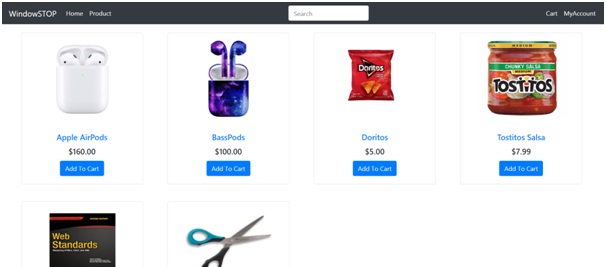 WindowSTOP Home Product Search Cart MyAccount
Doritos
MEDIUM
CHUNKY SALSA
MEDIUM
TOSTITOS
Apple AirPods BassPods Doritos Tostitos Salsa
$160.00 $100.00 $5.00 $7.99
Add To Cart Add To Cart Add To Cart Add To Cart
Web
Standards